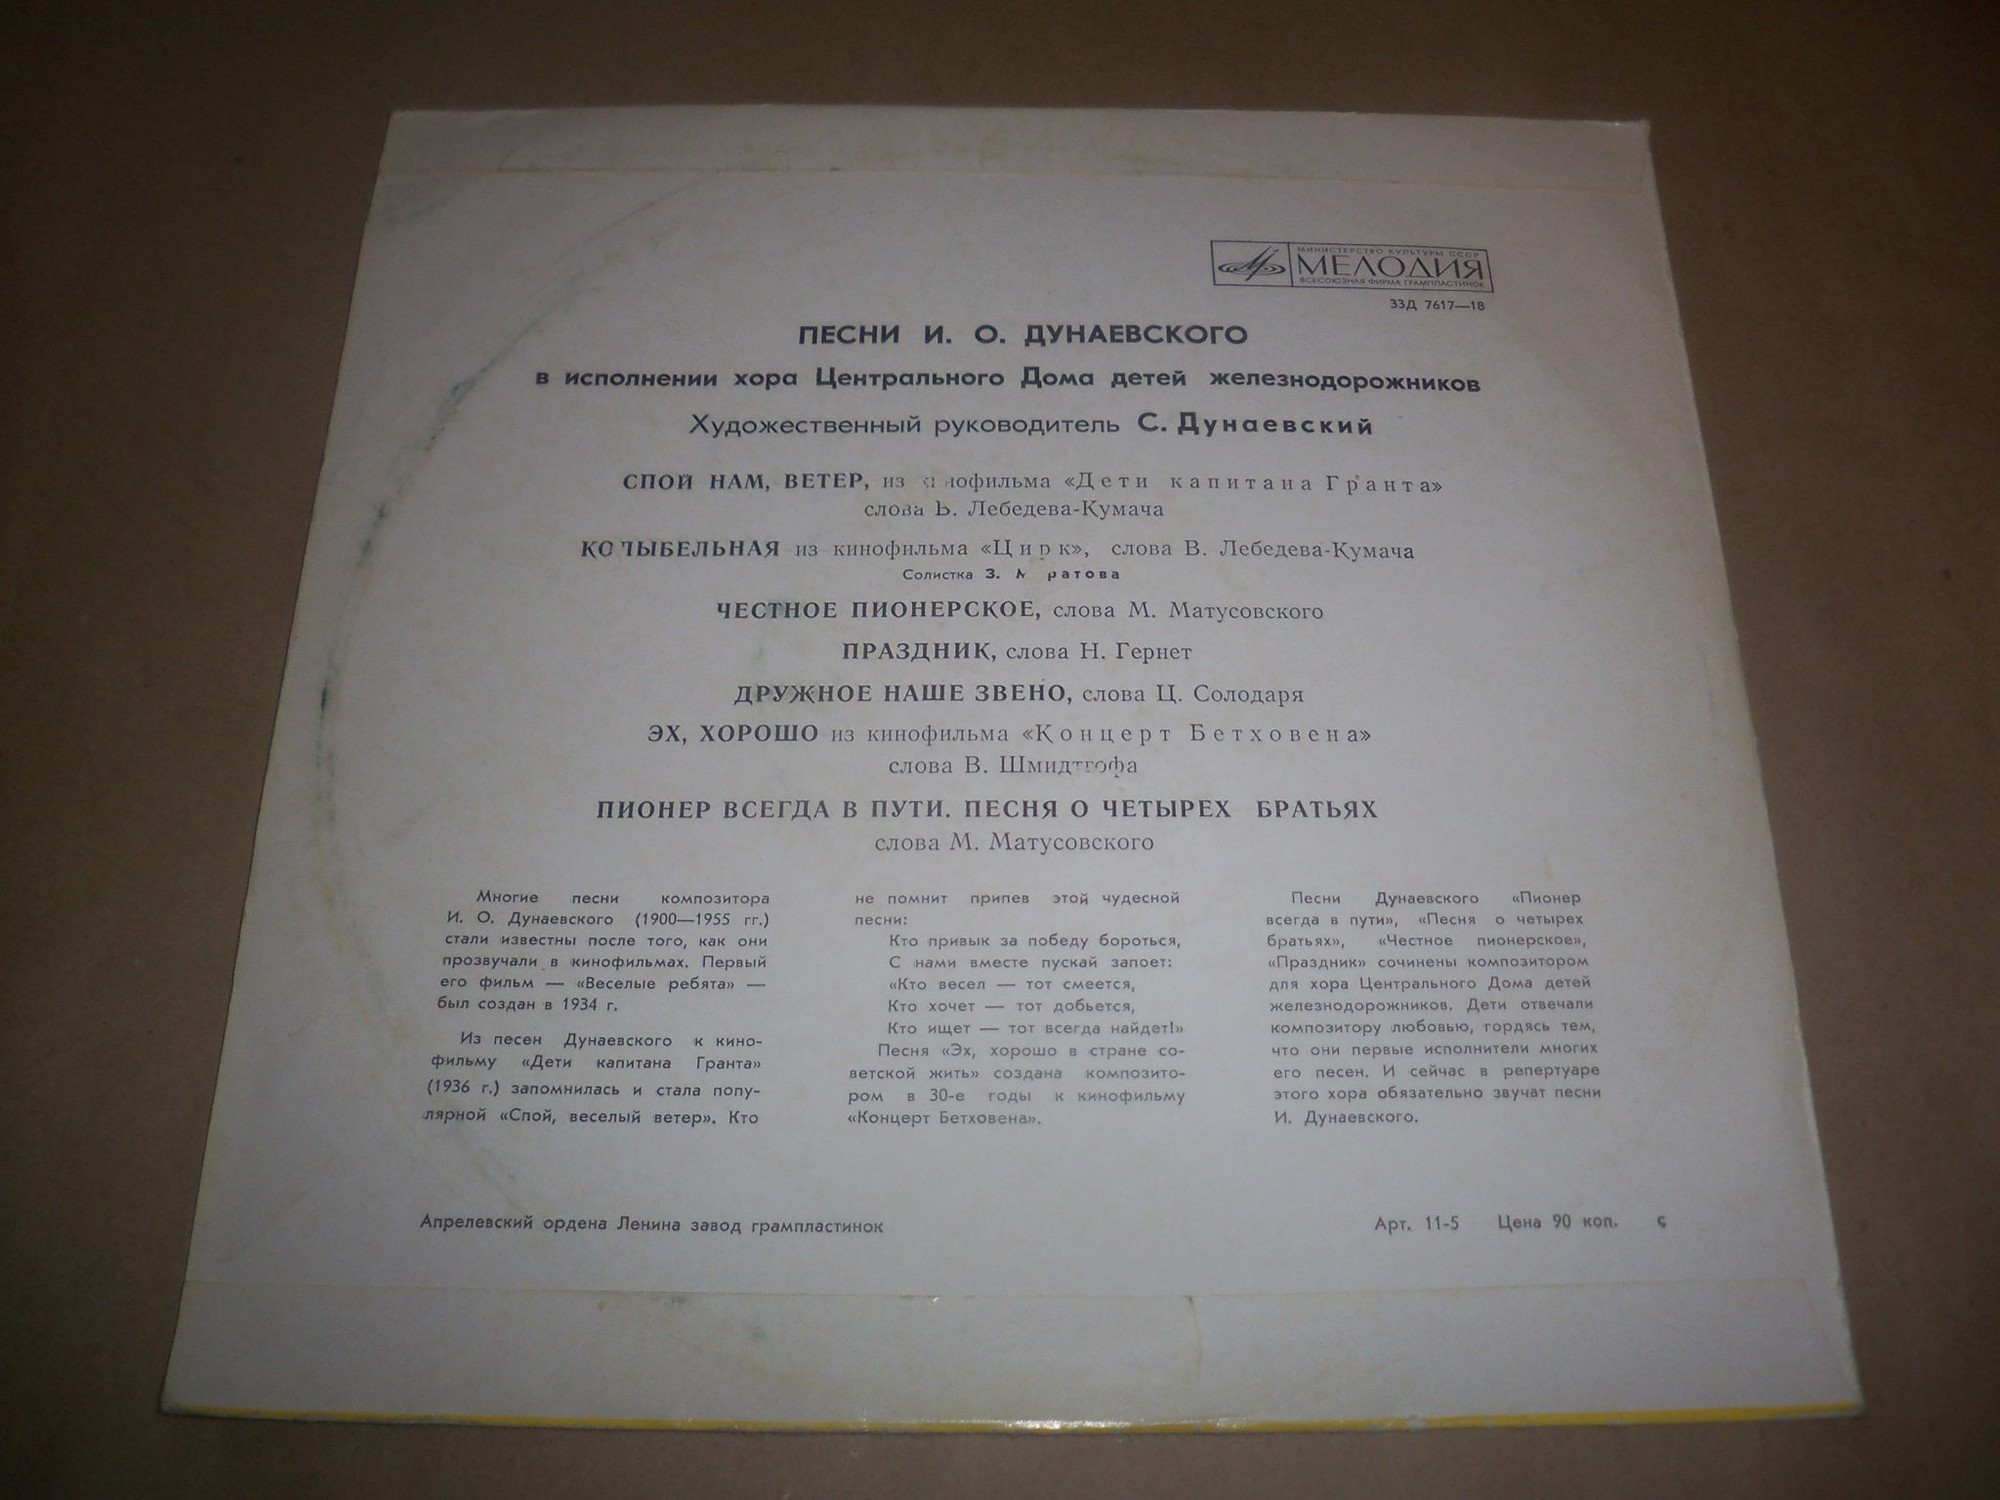 МИНИСТЕРСТВО КУЛЬТУРЫ СССР
МЕЛОДИЯ
ВСЕСОЮЗНАЯ ФИРМА ГРАМПЛАСТИНОК
33Д 7617—18
ПЕСНИ И. О. ДУНАЕВСКОГО
в исполнении хора Центрального Дома детей железнодорожников
Художественный руководитель С. Дунаевский
СПОЙ НАМ, ВЕТЕР, из кинофильма «Дети капитана Гранта»
слова В. Лебедева-Кумача
КОЛЫБЕЛЬНАЯ из кинофильма «Цирк», слова В. Лебедева-Кумача
Солистка З.
ЧЕСТНОЕ ПИОНЕРСКОЕ, слова М. Матусовского
ПРАЗДНИК, слова Н. Гернет
ДРУЖНОЕ НАШЕ ЗВЕНО, слова Ц. Солодаря
ЭХ, ХОРОШО из кинофильма «Концерт Бетховена»
слова В. Шмидтгофа
ПИОНЕР ВСЕГДА В ПУТИ. ПЕСНЯ О ЧЕТЫРЕХ БРАТЬЯХ
слова М. Матусовского
Многие песни композитора
И. О. Дунаевского (1900—1955 гг.)
стали известны после того, как они
прозвучали в кинофильмах. Первый
его фильм — «Веселые ребята» —
был создан в 1934 г.
Из песен Дунаевского к кино-
фильму «Дети капитана Гранта»
(1936 г.) запомнилась и стала попу-
лярной «Спой, веселый ветер». Кто
не помнит припев этой чудесной
песни:
Кто привык за победу бороться,
С нами вместе пускай запоет:
«Кто весел — тот смеется,
Кто хочет — тот добьется,
Кто ищет — тот всегда найдет!»
Песня «Эх, хорошо в стране со-
ветской жить» создана композито-
ром в 30-е годы к кинофильму
«Концерт Бетховена».
Песни Дунаевского «Пионер
всегда в пути», «Песня о четырех
братьях», «Честное пионерское»,
«Праздник» сочинены композитором
для хора Центрального Дома детей
железнодорожников. Дети отвечали
композитору любовью, гордясь тем,
что они первые исполнители многих
его песен. И сейчас в репертуаре
этого хора обязательно звучат песни
И. Дунаевского.
Апрелевский ордена Ленина завод грампластинок
Арт. 11-5 Цена 90 коп.